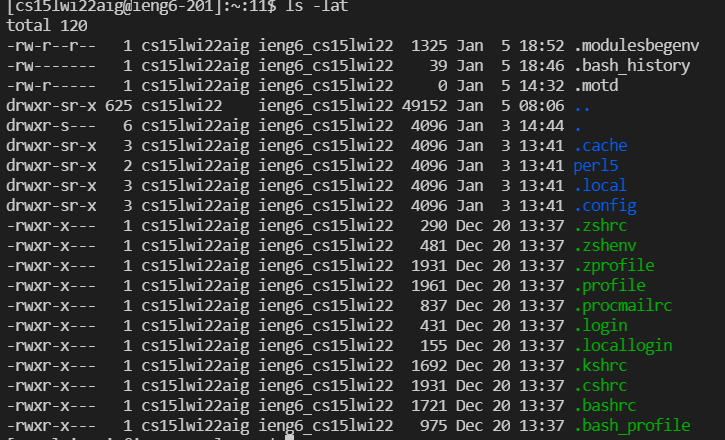 [cs15lwi22aig@ieng6-201]:~:11$ ls -lat
total 120
-rw-r--r--   1 cs15lwi22aig ieng6_cs15lwi22  1325 Jan  5 18:52 .modulesbegenv
-rw-------   1 cs15lwi22aig ieng6_cs15lwi22    39 Jan  5 18:46 .bash_history
-rw-r-----   1 cs15lwi22aig ieng6_cs15lwi22     0 Jan  5 14:32 .motd
drwxr-sr-x 625 cs15lwi22    ieng6_cs15lwi22 49152 Jan  5 08:06 ..
drwxr-s---   6 cs15lwi22aig ieng6_cs15lwi22  4096 Jan  3 14:44 .
drwxr-sr-x   3 cs15lwi22aig ieng6_cs15lwi22  4096 Jan  3 13:41 .cache
drwxr-sr-x   2 cs15lwi22aig ieng6_cs15lwi22  4096 Jan  3 13:41 perl5
drwxr-sr-x   3 cs15lwi22aig ieng6_cs15lwi22  4096 Jan  3 13:41 .local
drwxr-sr-x   3 cs15lwi22aig ieng6_cs15lwi22  4096 Jan  3 13:41 .config
-rwxr-x---   1 cs15lwi22aig ieng6_cs15lwi22   290 Dec 20 13:37 .zshrc
-rwxr-x---   1 cs15lwi22aig ieng6_cs15lwi22   481 Dec 20 13:37 .zshenv
-rwxr-x---   1 cs15lwi22aig ieng6_cs15lwi22  1931 Dec 20 13:37 .zprofile
-rwxr-x---   1 cs15lwi22aig ieng6_cs15lwi22  1961 Dec 20 13:37 .profile
-rwxr-x---   1 cs15lwi22aig ieng6_cs15lwi22   837 Dec 20 13:37 .procmailrc
-rwxr-x---   1 cs15lwi22aig ieng6_cs15lwi22   431 Dec 20 13:37 .login
-rwxr-x---   1 cs15lwi22aig ieng6_cs15lwi22   155 Dec 20 13:37 .locallogin
-rwxr-x---   1 cs15lwi22aig ieng6_cs15lwi22  1692 Dec 20 13:37 .kshrc
-rwxr-x---   1 cs15lwi22aig ieng6_cs15lwi22  1931 Dec 20 13:37 .cshrc
-rwxr-x---   1 cs15lwi22aig ieng6_cs15lwi22  1721 Dec 20 13:37 .bashrc
-rwxr-x---   1 cs15lwi22aig ieng6_cs15lwi22   975 Dec 20 13:37 .bash_profile